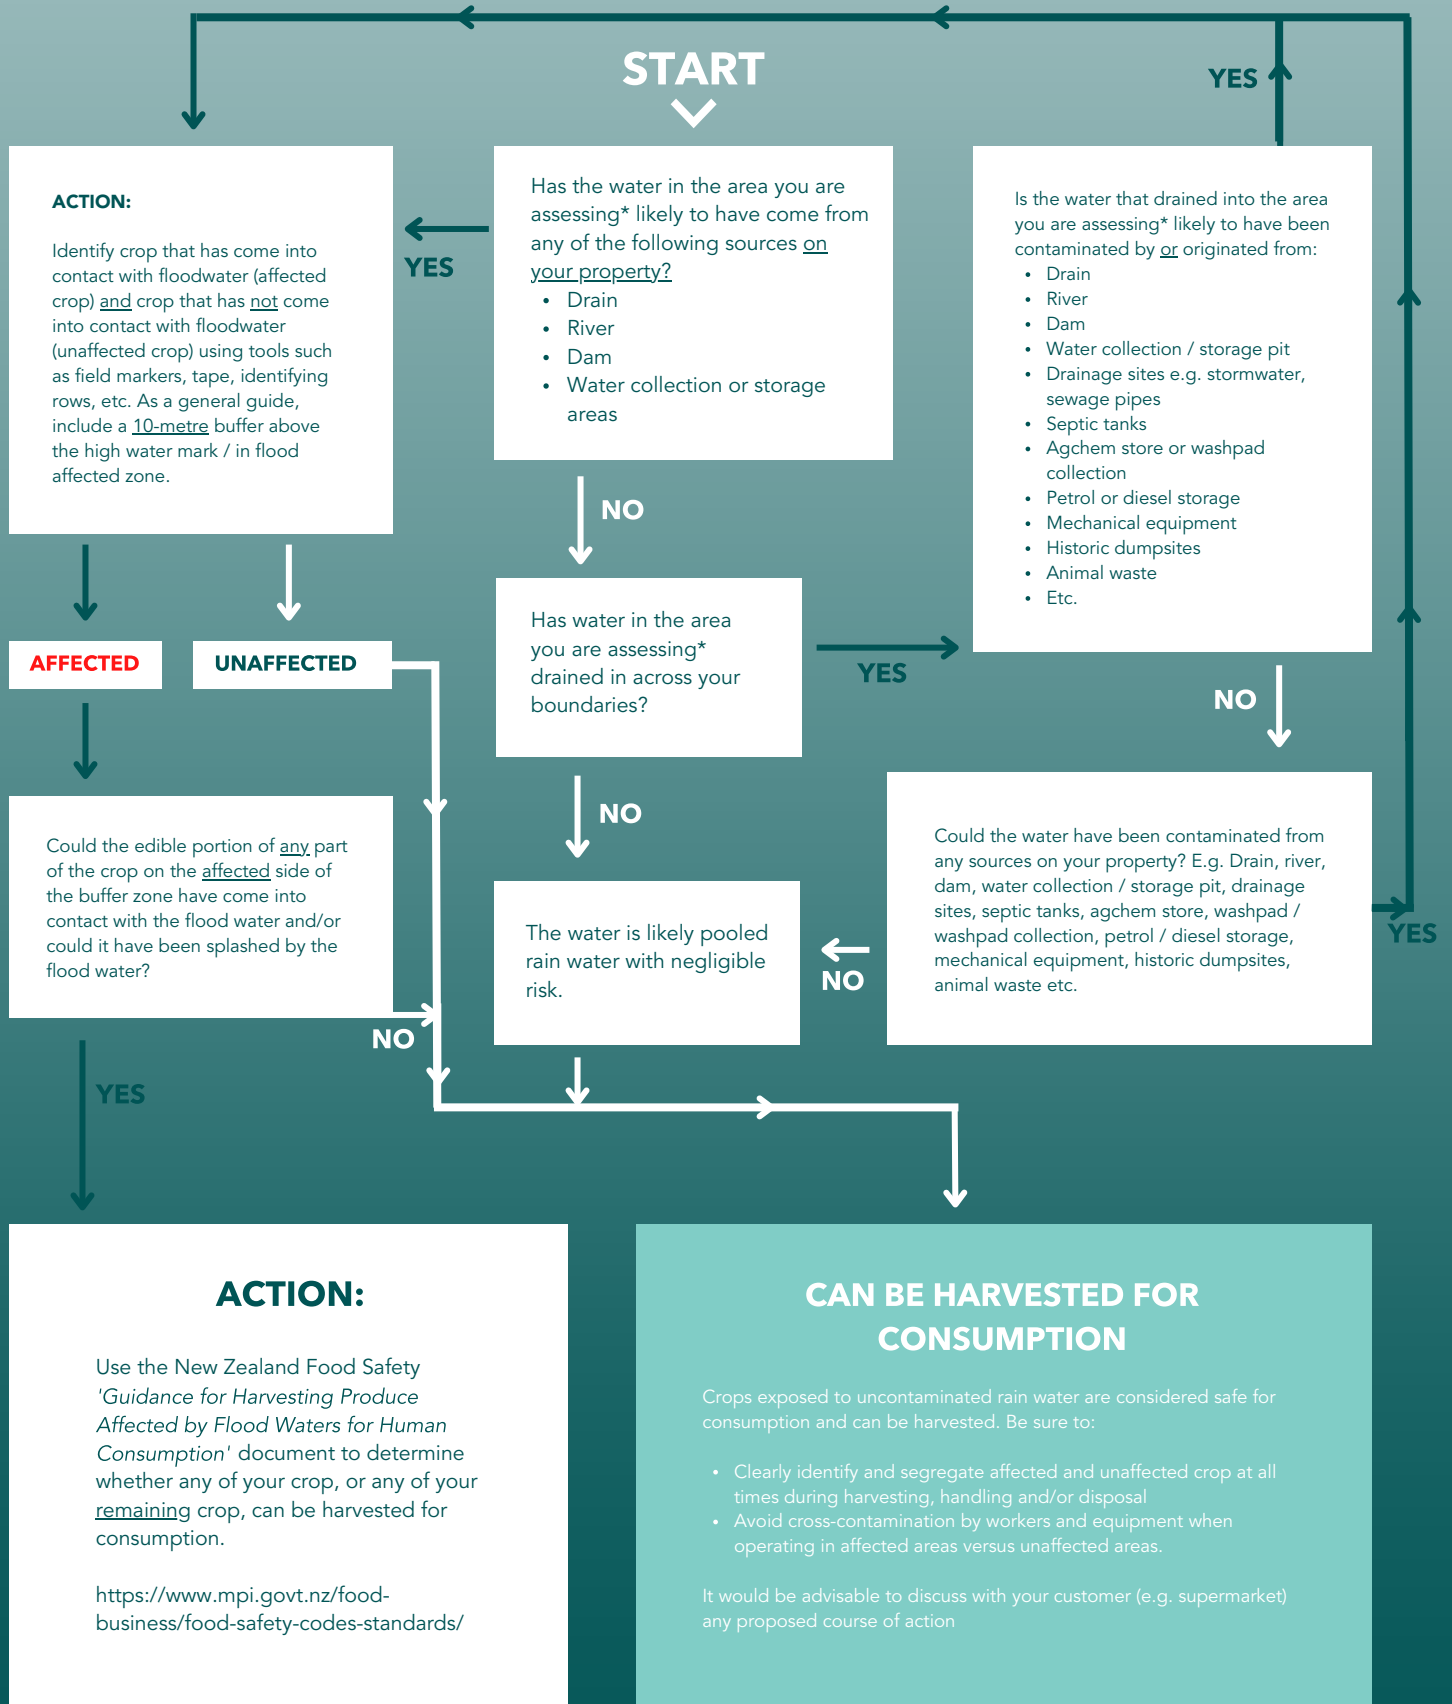 START
YES
ACTION:
Identify crop that has come into
contact with floodwater (affected
crop) and crop that has not come
into contact with floodwater
(unaffected crop) using tools such
as field markers, tape, identifying
rows, etc. As a general guide,
include a 10-metre buffer above
the high water mark / in flood
affected zone.
YES
Has the water in the area you are
assessing* likely to have come from
any of the following sources on
your property?
• Drain
• River
• Dam
• Water collection or storage
areas
Is the water that drained into the area
you are assessing* likely to have been
contaminated by or originated from:
• Drain
• River
• Dam
• Water collection / storage pit
• Drainage sites e.g. stormwater,
sewage pipes
• Septic tanks
• Agchem store or washpad
collection
• Petrol or diesel storage
• Mechanical equipment
• Historic dumpsites
• Animal waste
• Etc.
NO
AFFECTED
UNAFFECTED
Has water in the area
you are assessing*
drained in across your
boundaries?
YES
NO
NO
Could the edible portion of any part
of the crop on the affected side of
the buffer zone have come into
contact with the flood water and/or
could it have been splashed by the
flood water?
NO
YES
The water is likely pooled
rain water with negligible
risk.
NO
Could the water have been contaminated from
any sources on your property? E.g. Drain, river,
dam, water collection / storage pit, drainage
sites, septic tanks, agchem store, washpad /
washpad collection, petrol / diesel storage,
mechanical equipment, historic dumpsites,
animal waste etc.
YES
ACTION:
Use the New Zealand Food Safety
'Guidance for Harvesting Produce
Affected by Flood Waters for Human
Consumption' document to determine
whether any of your crop, or any of your
remaining crop, can be harvested for
consumption.
https://www.mpi.govt.nz/food-
business/food-safety-codes-standards/
CAN BE HARVESTED FOR
CONSUMPTION
Crops exposed to uncontaminated rain water are considered safe for
consumption and can be harvested. Be sure to:
• Clearly identify and segregate affected and unaffected crop at all
times during harvesting, handling and/or disposal
• Avoid cross-contamination by workers and equipment when
operating in affected areas versus unaffected areas.
It would be advisable to discuss with your customer (e.g. supermarket)
any proposed course of action